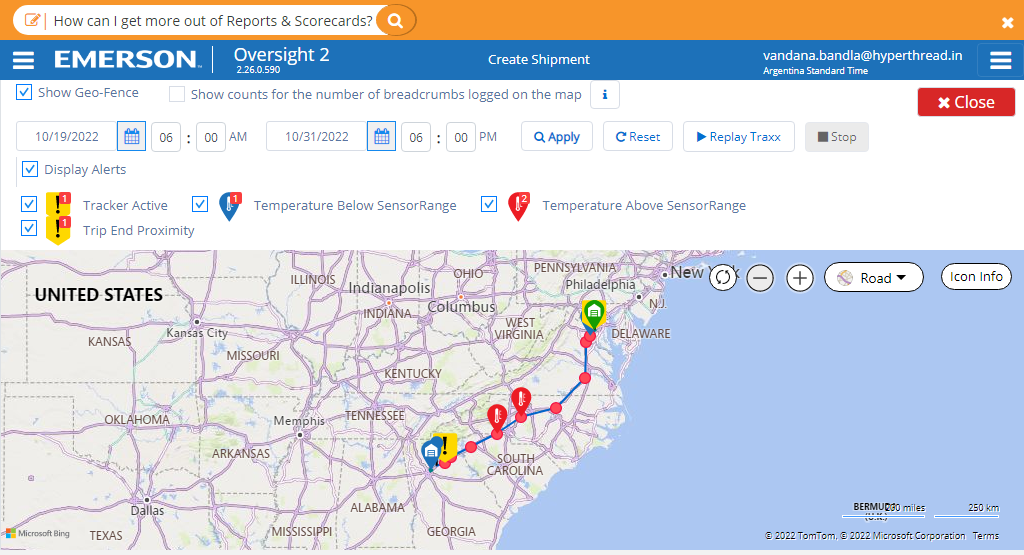 How can I get more out of Reports & Scorecards?
EMERSON
Oversight 2
2.26.0.590
Create Shipment
vandana.bandla@hyperthread.in
Argentina Standard Time
Show Geo-Fence
Show counts for the number of breadcrumbs logged on the map
i
Close
10/19/2022
06 : 00 AM
10/31/2022
06 : 00 PM
Apply
Reset
Replay Traxx
Stop
Display Alerts
1
Tracker Active
1
Temperature Below SensorRange
2
Temperature Above SensorRange
1
Trip End Proximity
ILLINOIS
OHIO
PENNSYLVANIA
New
Road
Icon Info
UNITED STATES
Indianapolis
Philadelphia
INDIANA
Columbus
N.J.
Kansas City
WEST
VIRGINIA
DELAWARE
KANSAS
MISSOURI
KENTUCKY
OKLAHOMA
Memphis
TENNESSEE
ARKANSAS
SOUTH
CAROLINA
Dallas
ALABAMA
Microsoft Bing
TEXAS
MISSISSIPPI
GEORGIA
miles
250 km
© 2022 TomTom, © 2022 Microsoft Corporation Terms